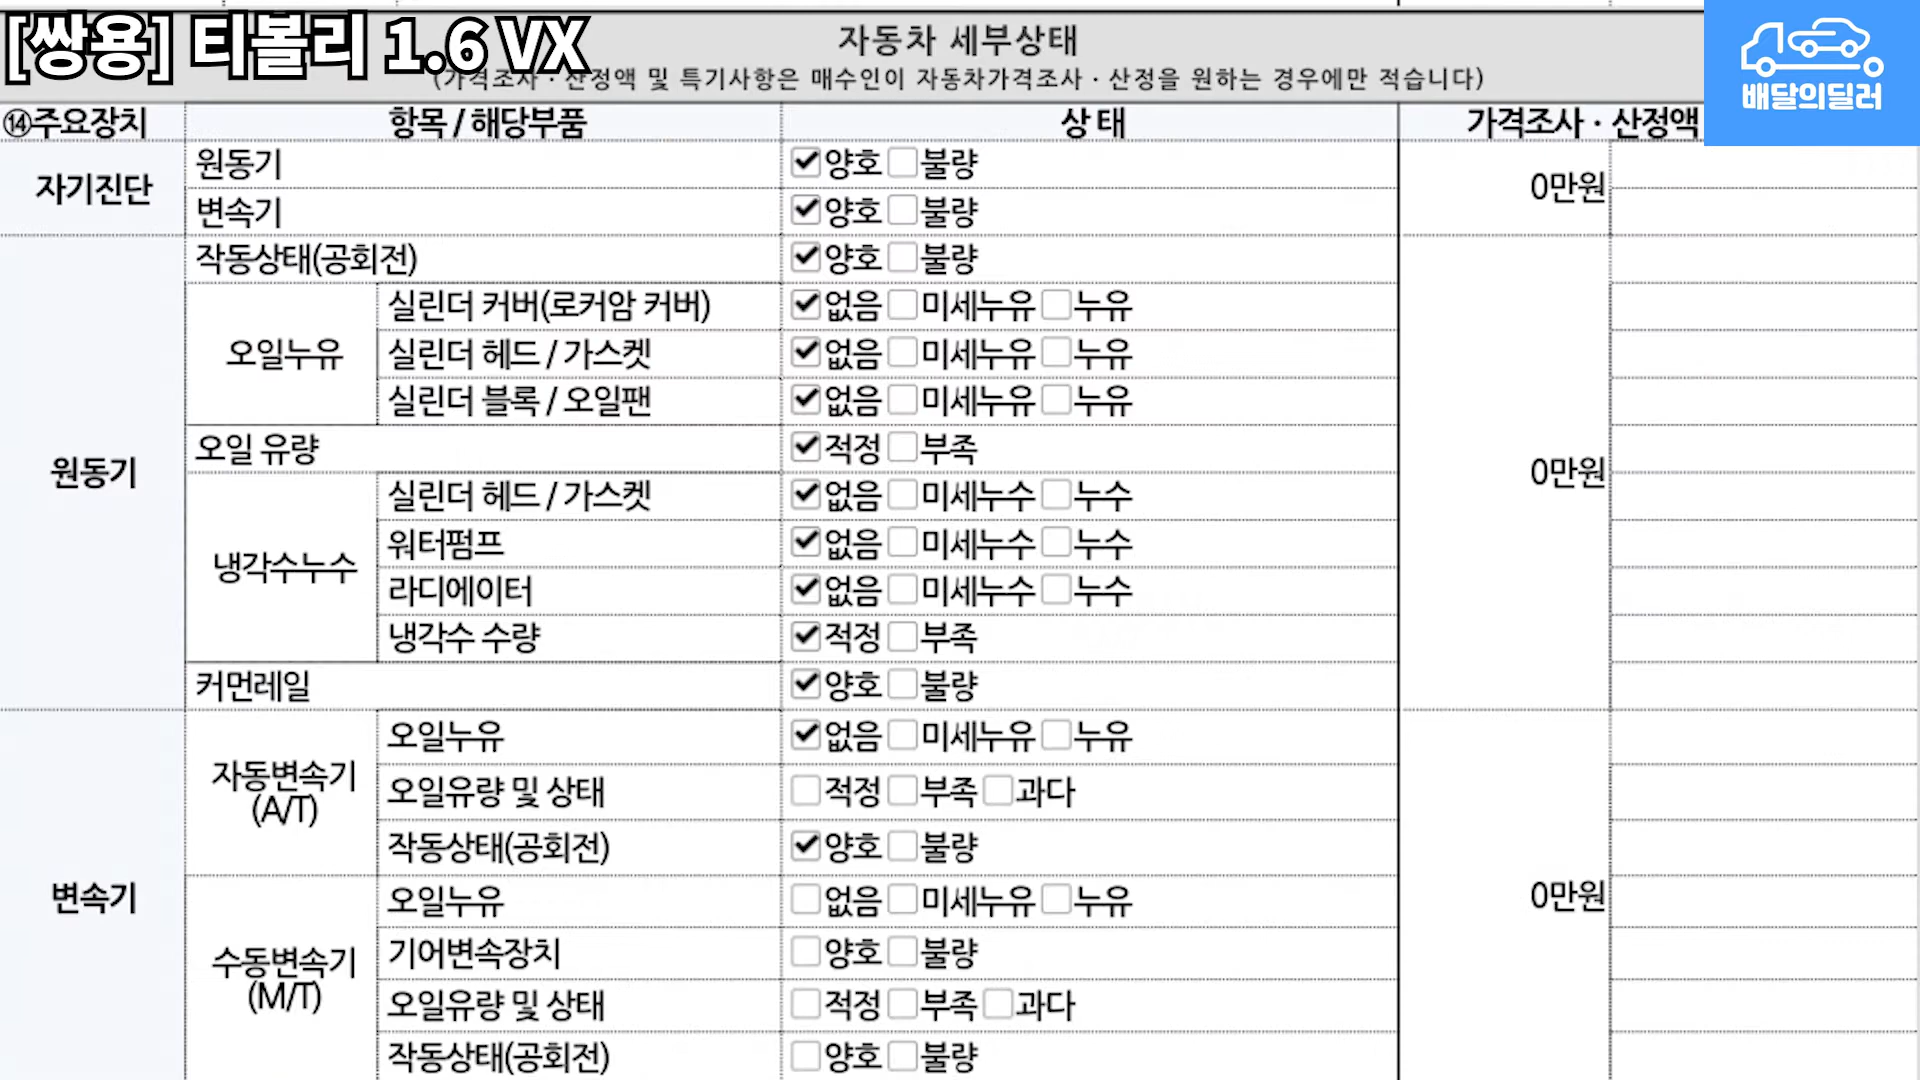 [쌍용] 티볼리 1.6 VX
자동차 세부상태
(가격조사 · 산정액 및 특기사항은 매수인이 자동차가격조사 · 산정을 원하는 경우에만 적습니다)
배달의딜러
⑭주요장치 항목 / 해당부품 상 태 가격조사 · 산정액
자기진단 원동기 ✔양호 불량 0만원
변속기 ✔양호 불량
원동기 작동상태(공회전) ✔양호 불량 0만원
오일누유 실린더 커버(로커암 커버) ✔없음 미세누유 누유
실린더 헤드 / 가스켓 ✔없음 미세누유 누유
실린더 블록 / 오일팬 ✔없음 미세누유 누유
오일 유량 ✔적정 부족
냉각수누수 실린더 헤드 / 가스켓 ✔없음 미세누수 누수
워터펌프 ✔없음 미세누수 누수
라디에이터 ✔없음 미세누수 누수
냉각수 수량 ✔적정 부족
커먼레일 ✔양호 불량
변속기 자동변속기 (A/T) 오일누유 ✔없음 미세누유 누유 0만원
오일유량 및 상태 적정 부족 과다
작동상태(공회전) ✔양호 불량
수동변속기 (M/T) 오일누유 없음 미세누유 누유
기어변속장치 양호 불량
오일유량 및 상태 적정 부족 과다
작동상태(공회전) 양호 불량